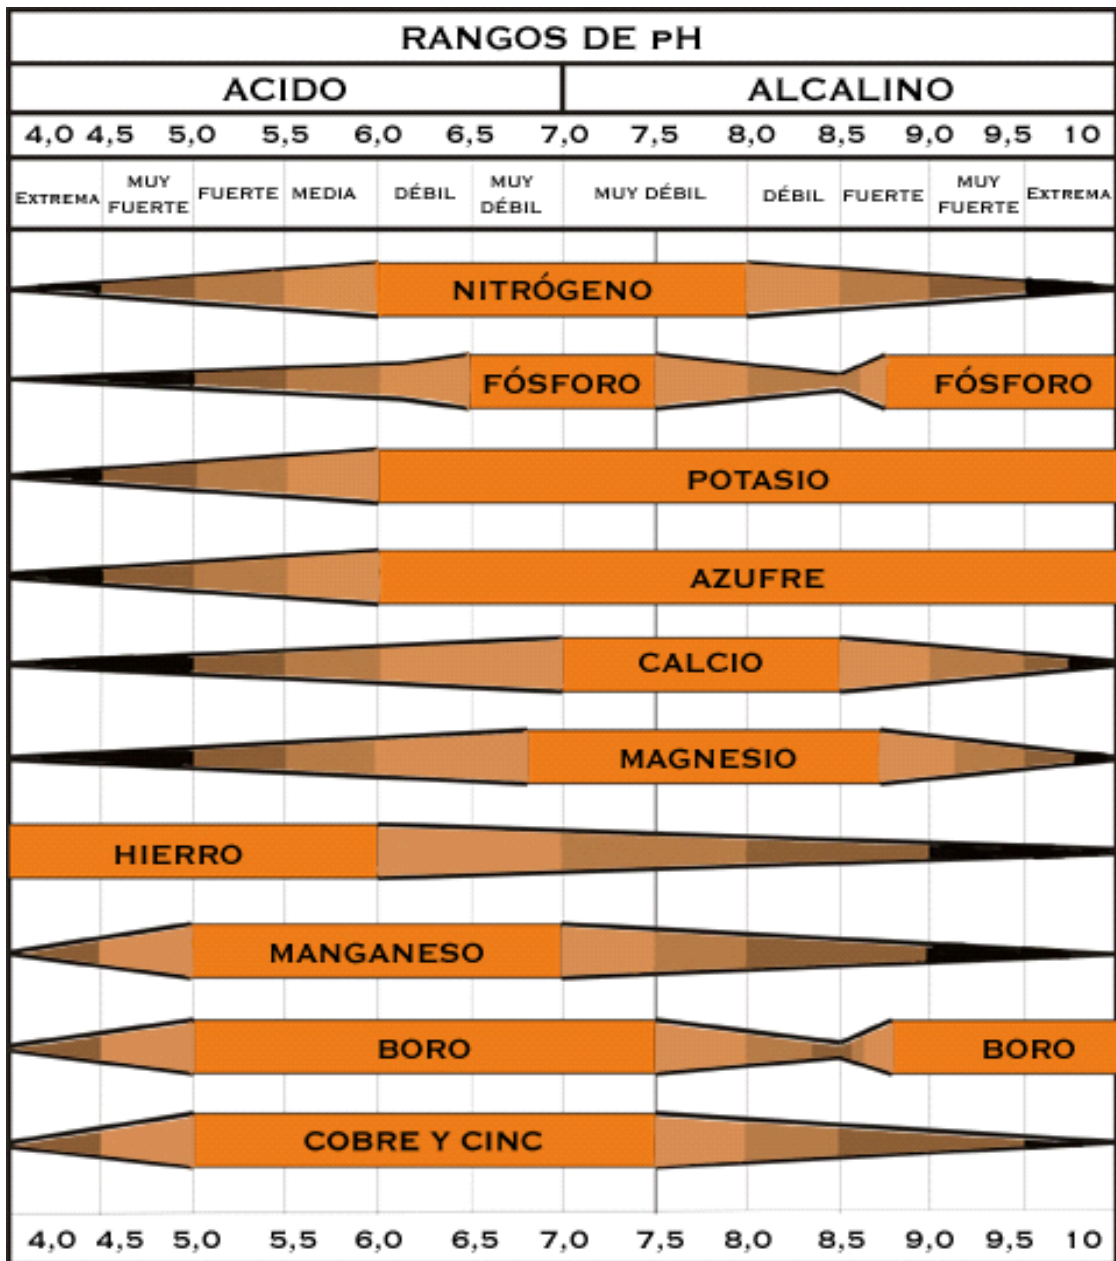 RANGOS DE pH
ACIDO ALCALINO
4,0 4,5 5,0 5,5 6,0 6,5 7,0 7,5 8,0 8,5 9,0 9,5 10
EXTREMA MUY FUERTE FUERTE MEDIA DÉBIL MUY DÉBIL MUY DÉBIL DÉBIL FUERTE MUY FUERTE EXTREMA
NITRÓGENO
FÓSFORO FÓSFORO
POTASIO
AZUFRE
CALCIO
MAGNESIO
HIERRO
MANGANESO
BORO BORO
COBRE Y CINC
4,0 4,5 5,0 5,5 6,0 6,5 7,0 7,5 8,0 8,5 9,0 9,5 10